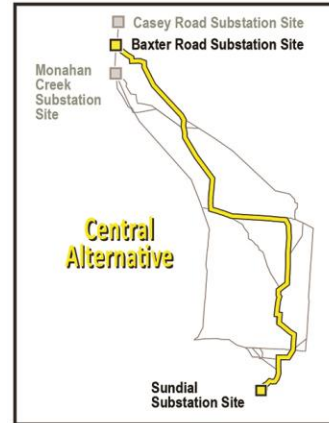 Casey Road Substation Site
Baxter Road Substation Site
Monahan
Creek
Substation
Site
Central
Alternative
Sundial
Substation Site